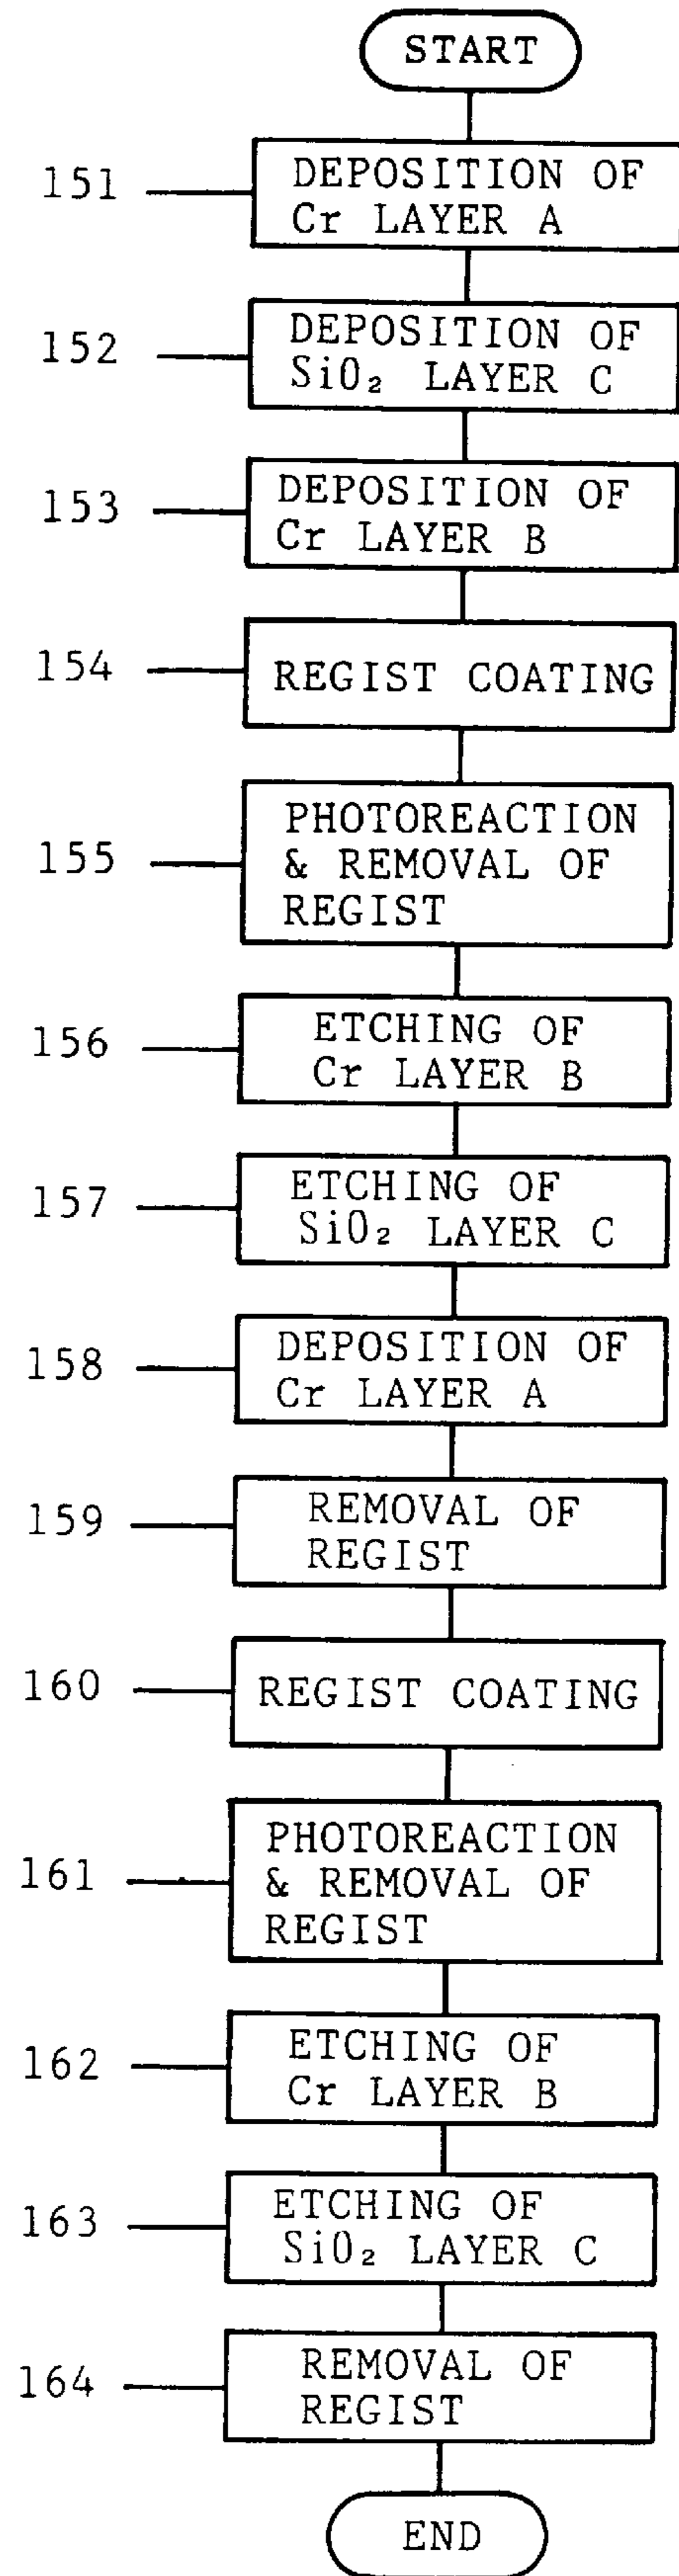 START
151
DEPOSITION OF
Cr LAYER A
152
DEPOSITION OF
SiO₂ LAYER C
153
DEPOSITION OF
Cr LAYER B
154
REGIST COATING
155
PHOTOREACTION
& REMOVAL OF
REGIST
156
ETCHING OF
Cr LAYER B
157
ETCHING OF
SiO₂ LAYER C
158
DEPOSITION OF
Cr LAYER A
159
REMOVAL OF
REGIST
160
REGIST COATING
161
PHOTOREACTION
& REMOVAL OF
REGIST
162
ETCHING OF
Cr LAYER B
163
ETCHING OF
SiO₂ LAYER C
164
REMOVAL OF
REGIST
END